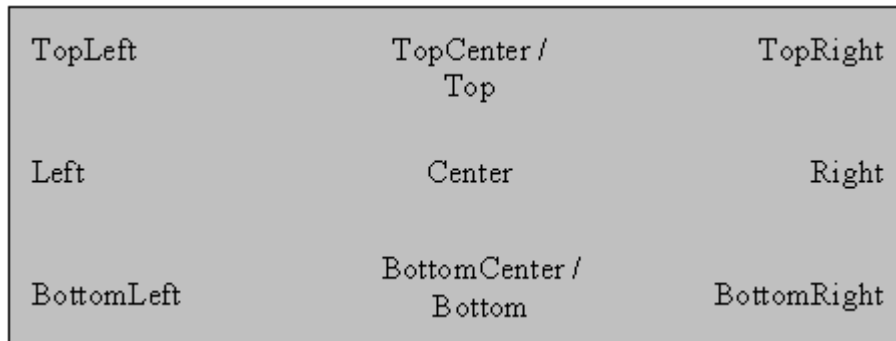 TopLeft TopCenter / TopRight
Top
Left Center Right
BottomCenter /
BottomLeft Bottom BottomRight